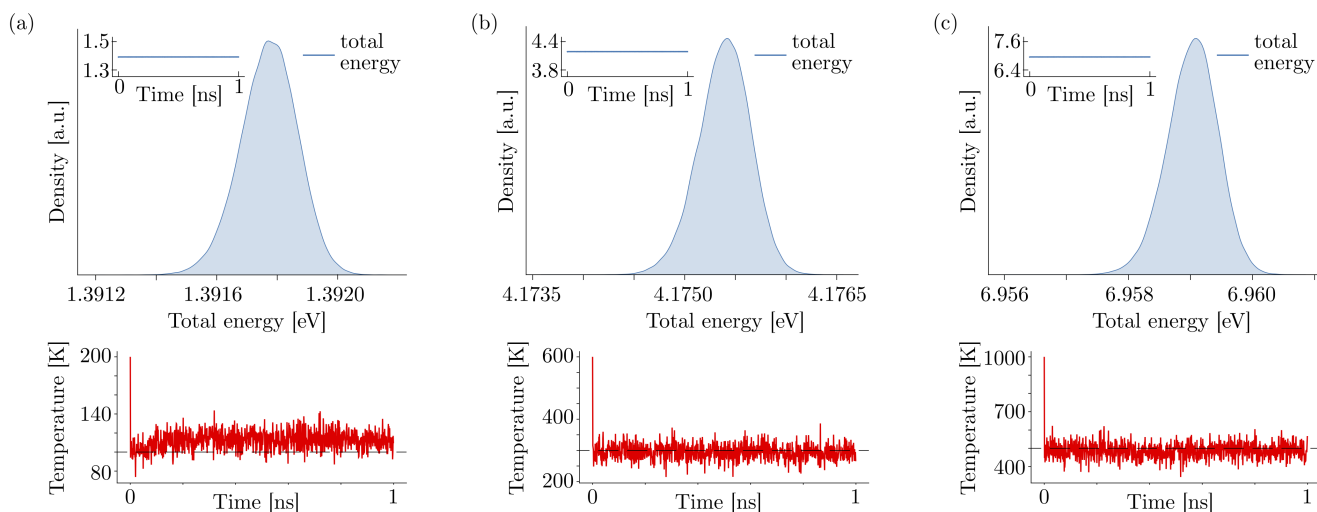 (a)
Density [a.u.]
1.5
1.3
0
1
Time [ns]
total
energy
1.3912
1.3916
1.3920
Total energy [eV]
Temperature [K]
200
140
80
0
1
Time [ns]
(b)
Density [a.u.]
4.4
3.8
0
1
Time [ns]
total
energy
4.1735
4.1750
4.1765
Total energy [eV]
Temperature [K]
600
400
200
0
1
Time [ns]
(c)
Density [a.u.]
7.6
6.4
0
1
Time [ns]
total
energy
6.956
6.958
6.960
Total energy [eV]
Temperature [K]
1000
700
400
0
1
Time [ns]